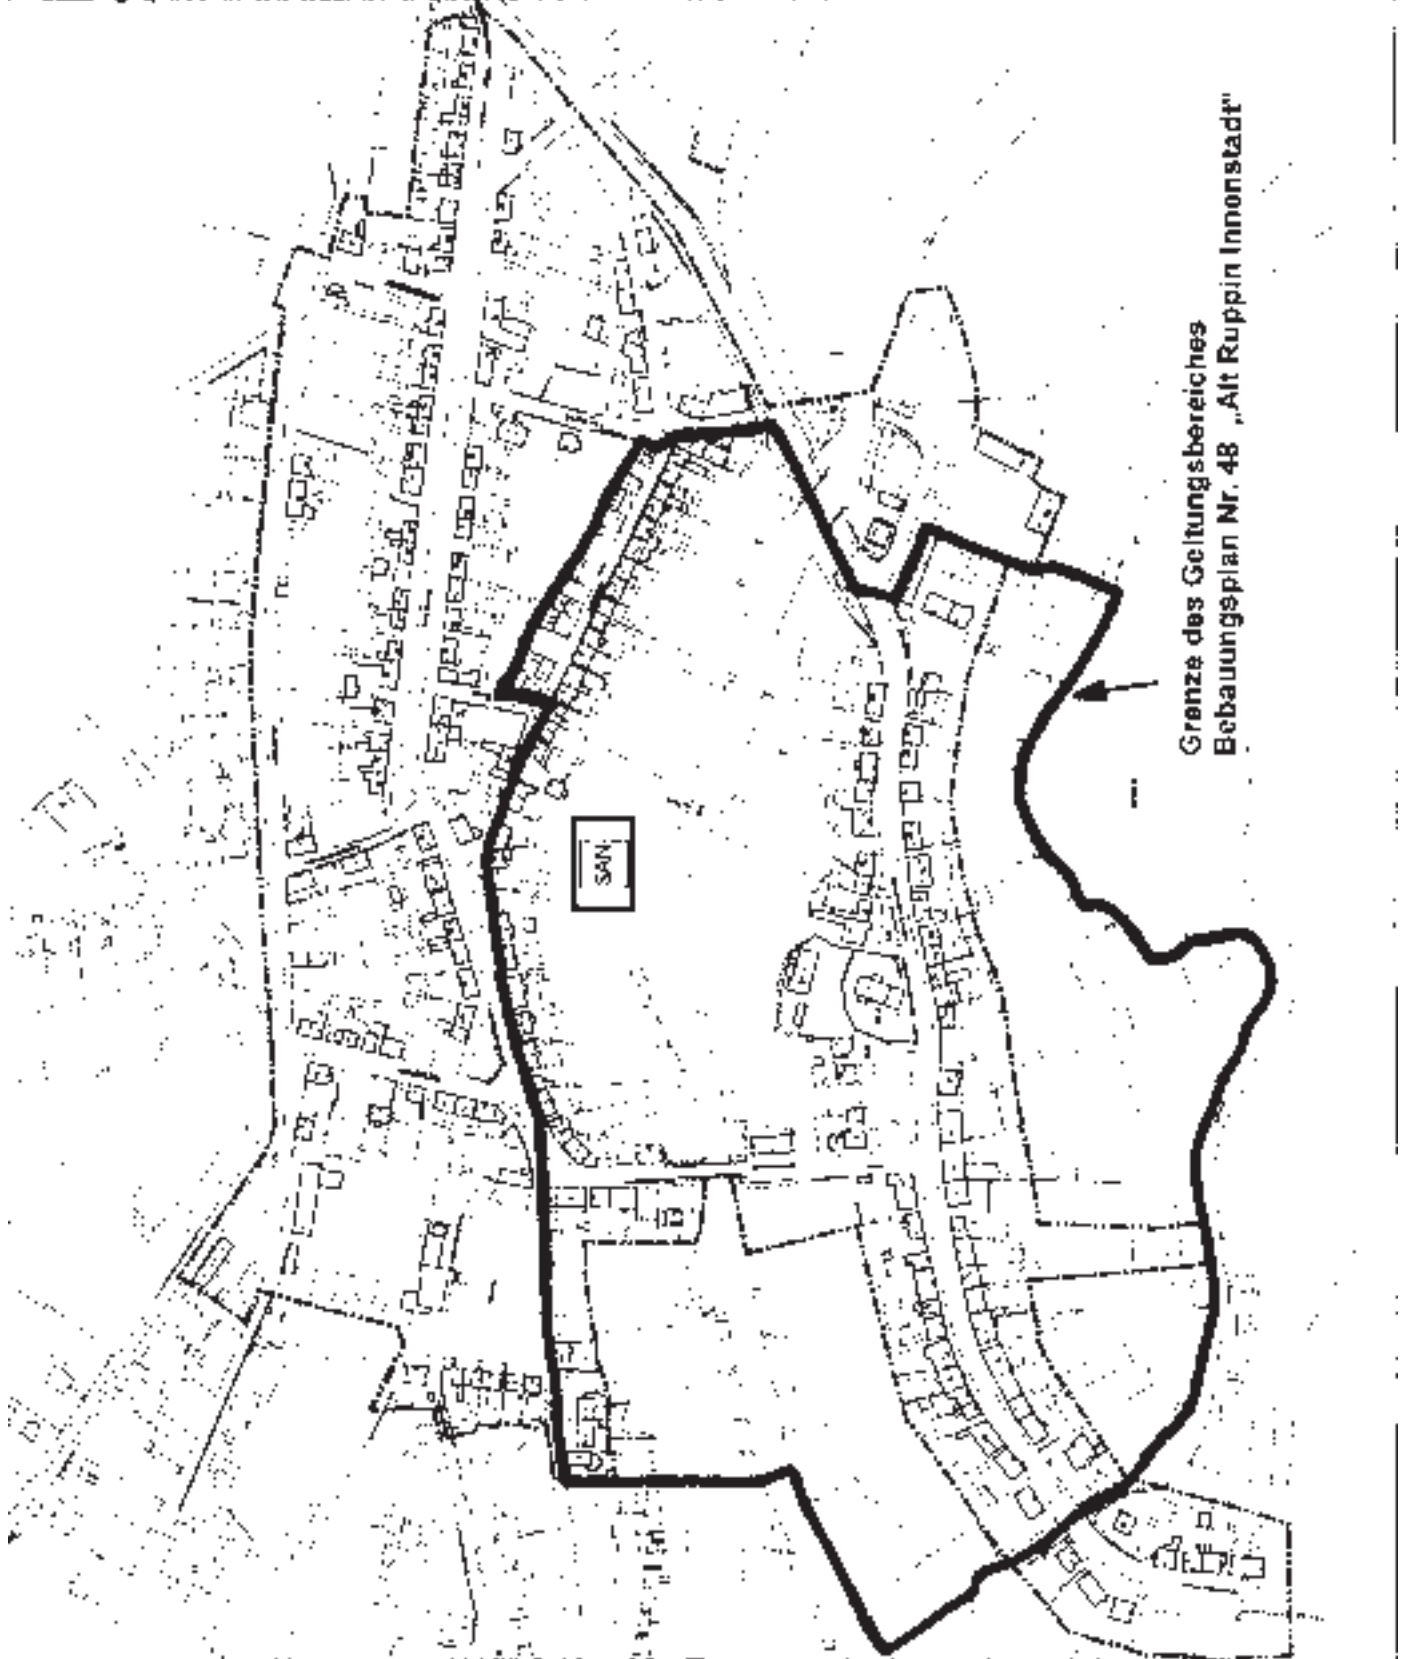 Grenze des Geltungsbereiches
Bebauungsplan Nr. 48 „Alt Ruppin Innenstadt"
SAN